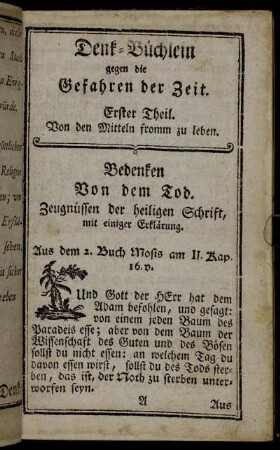 Denk-Büchlein
gegen die
Gefahren der Zeit.
Erster Theil.
Von den Mitteln fromm zu leben.
Bedenken
Von dem Tod.
Zeugnüssen der heiligen Schrift,
mit einiger Erklärung.
Aus dem 2. Buch Mosis am II. Kap.
16. v.
Und Gott der HErr hat dem
Adam befohlen, und gesagt:
von einem jeden Baum des
Paradeis esse; aber von dem Baum der
Wissenschaft des Guten und des Bösen
sollst du nicht essen: an welchem Tag du
davon essen wirst, sollst du des Tods ster-
ben, das ist, der Noth zu sterben unter-
worfen seyn.
A Aus